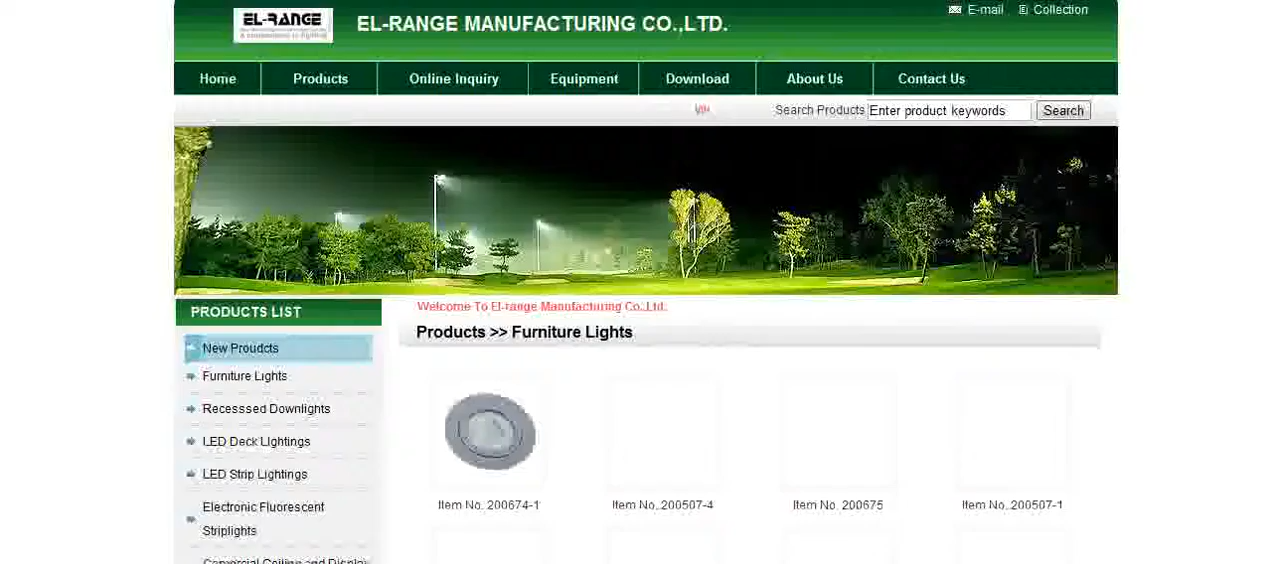 EL-RANGE
EL-RANGE MANUFACTURING CO.,LTD.
E-mail
Collection
Home
Products
Online Inquiry
Equipment
Download
About Us
Contact Us
Search Products
Enter product keywords
Search
PRODUCTS LIST
Welcome To El-range Manufacturing Co.,Ltd.
Products >> Furniture Lights
New Proudcts
Furniture Lights
Recesssed Downlights
LED Deck Lightings
LED Strip Lightings
Electronic Fluorescent
Striplights
Item No. 200674-1
Item No. 200507-4
Item No. 200675
Item No. 200507-1